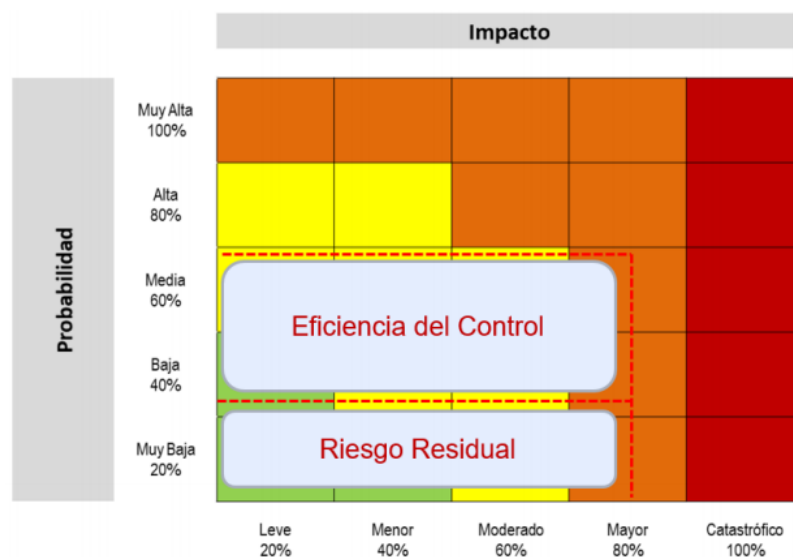 Impacto
Probabilidad
Muy Alta
100%
Alta
80%
Media
60%
Baja
40%
Muy Baja
20%
Eficiencia del Control
Riesgo Residual
Leve
20%
Menor
40%
Moderado
60%
Mayor
80%
Catastrófico
100%